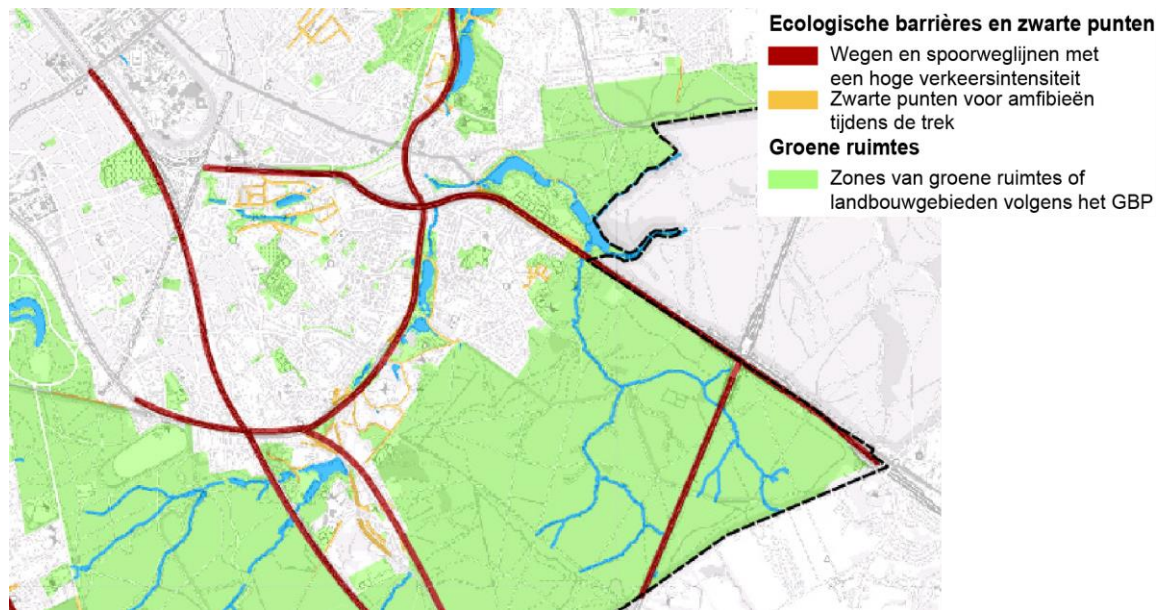 Ecologische barrières en zwarte punten
Wegen en spoorweglijnen met
een hoge verkeersintensiteit
Zwarte punten voor amfibieën
tijdens de trek
Groene ruimtes
Zones van groene ruimtes of
landbouwgebieden volgens het GBP